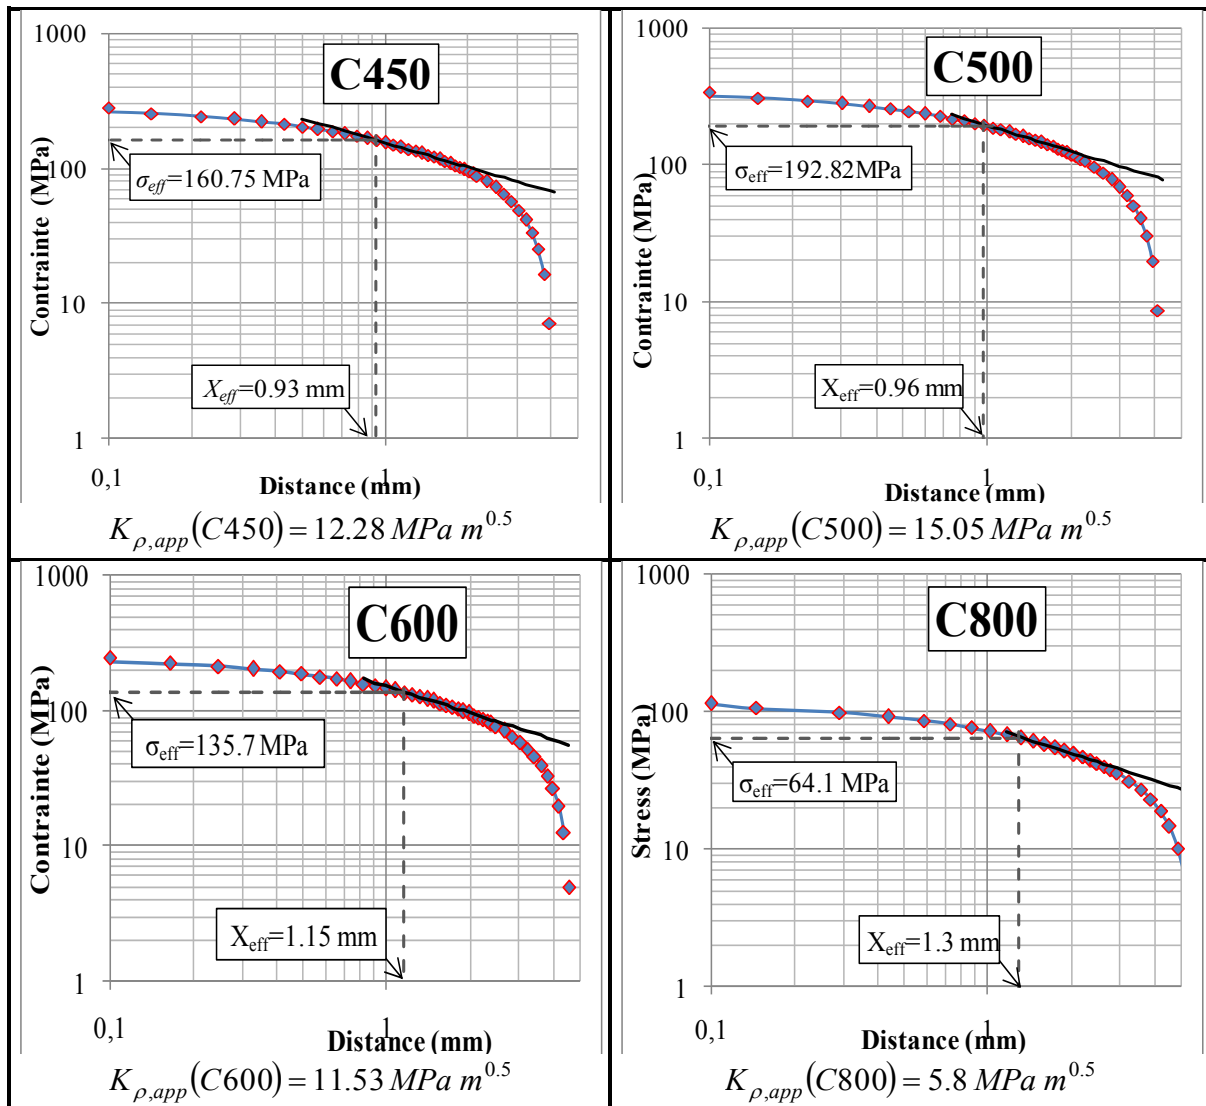 C450
1000
100
10
1
Contrainte (MPa)
σeff=160.75 MPa
Xeff=0.93 mm
0,1
1
Distance (mm)
Kρ,app(C450) = 12.28 MPa m^0.5
C500
1000
100
10
1
Contrainte (MPa)
σeff=192.82MPa
Xeff=0.96 mm
0,1
1
Distance (mm)
Kρ,app(C500) = 15.05 MPa m^0.5
C600
1000
100
10
1
Contrainte (MPa)
σeff=135.7 MPa
Xeff=1.15 mm
0,1
1
Distance (mm)
Kρ,app(C600) = 11.53 MPa m^0.5
C800
1000
100
10
1
Stress (MPa)
σeff=64.1 MPa
Xeff=1.3 mm
0,1
1
Distance (mm)
Kρ,app(C800) = 5.8 MPa m^0.5